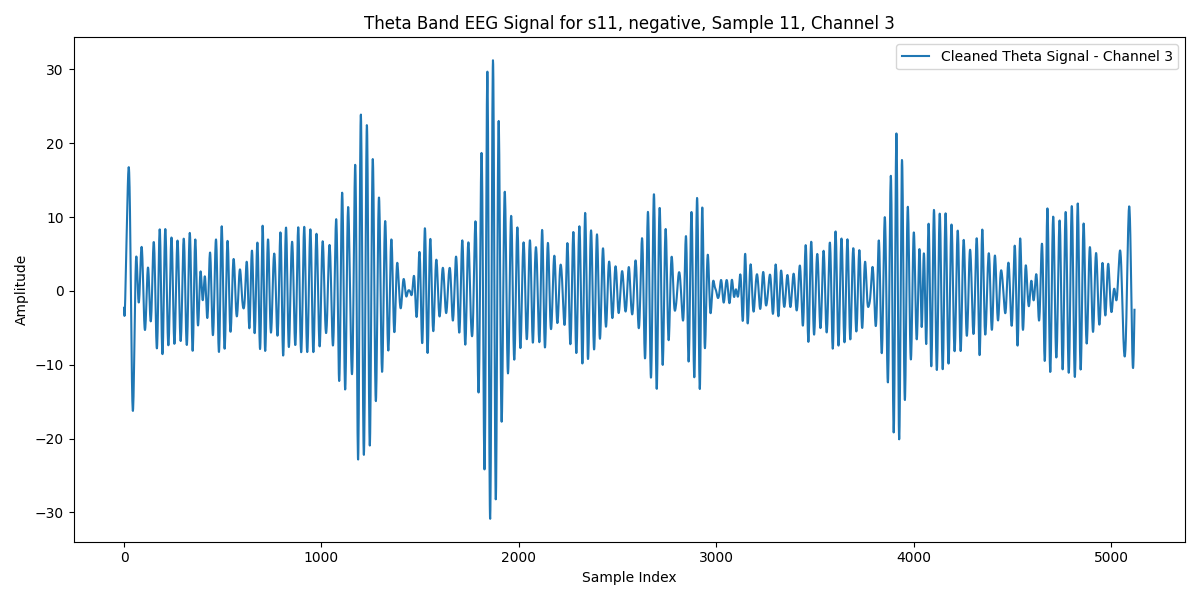 Theta Band EEG Signal for s11, negative, Sample 11, Channel 3
Cleaned Theta Signal - Channel 3
Amplitude
30
20
10
0
−10
−20
−30
0 1000 2000 3000 4000 5000
Sample Index